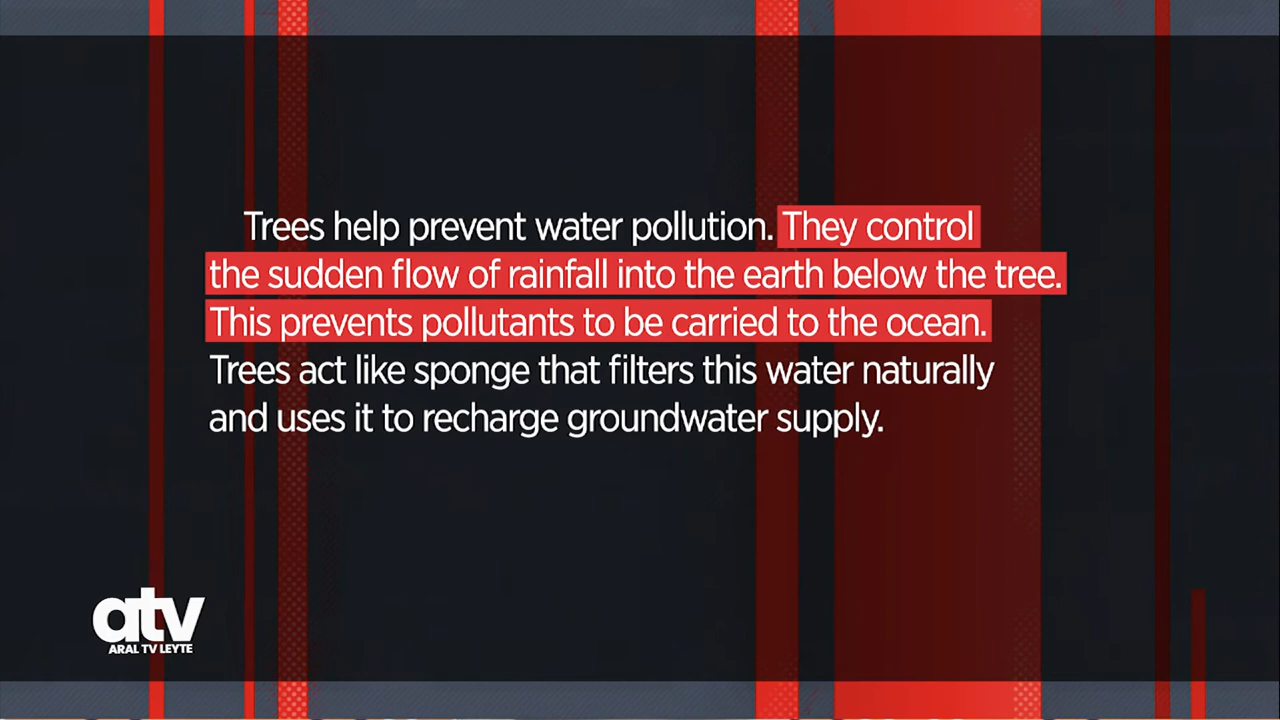 Trees help prevent water pollution. They control
the sudden flow of rainfall into the earth below the tree.
This prevents pollutants to be carried to the ocean.
Trees act like sponge that filters this water naturally
and uses it to recharge groundwater supply.
atv
ARAL TV LEYTE